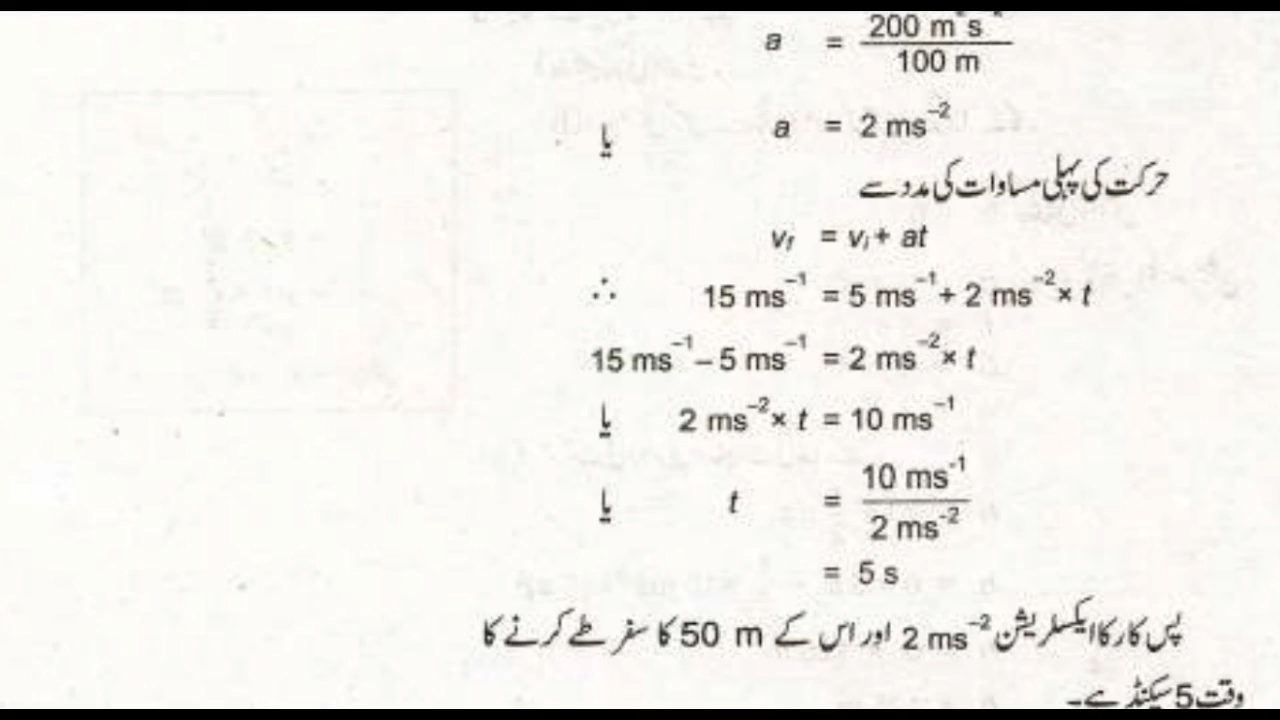 a = 200 m²s⁻² / 100 m
یا a = 2 ms⁻²
حرکت کی پہلی مساوات کی مدد سے
vf = vi + at
∴ 15 ms⁻¹ = 5 ms⁻¹ + 2 ms⁻² × t
15 ms⁻¹ – 5 ms⁻¹ = 2 ms⁻² × t
یا 2 ms⁻² × t = 10 ms⁻¹
یا t = 10 ms⁻¹ / 2 ms⁻²
= 5 s
پس کار کا ایکسلریشن 2 ms⁻² اور اس کے 50 m کا سفر طے کرنے کا
وقت 5 سیکنڈ ہے۔